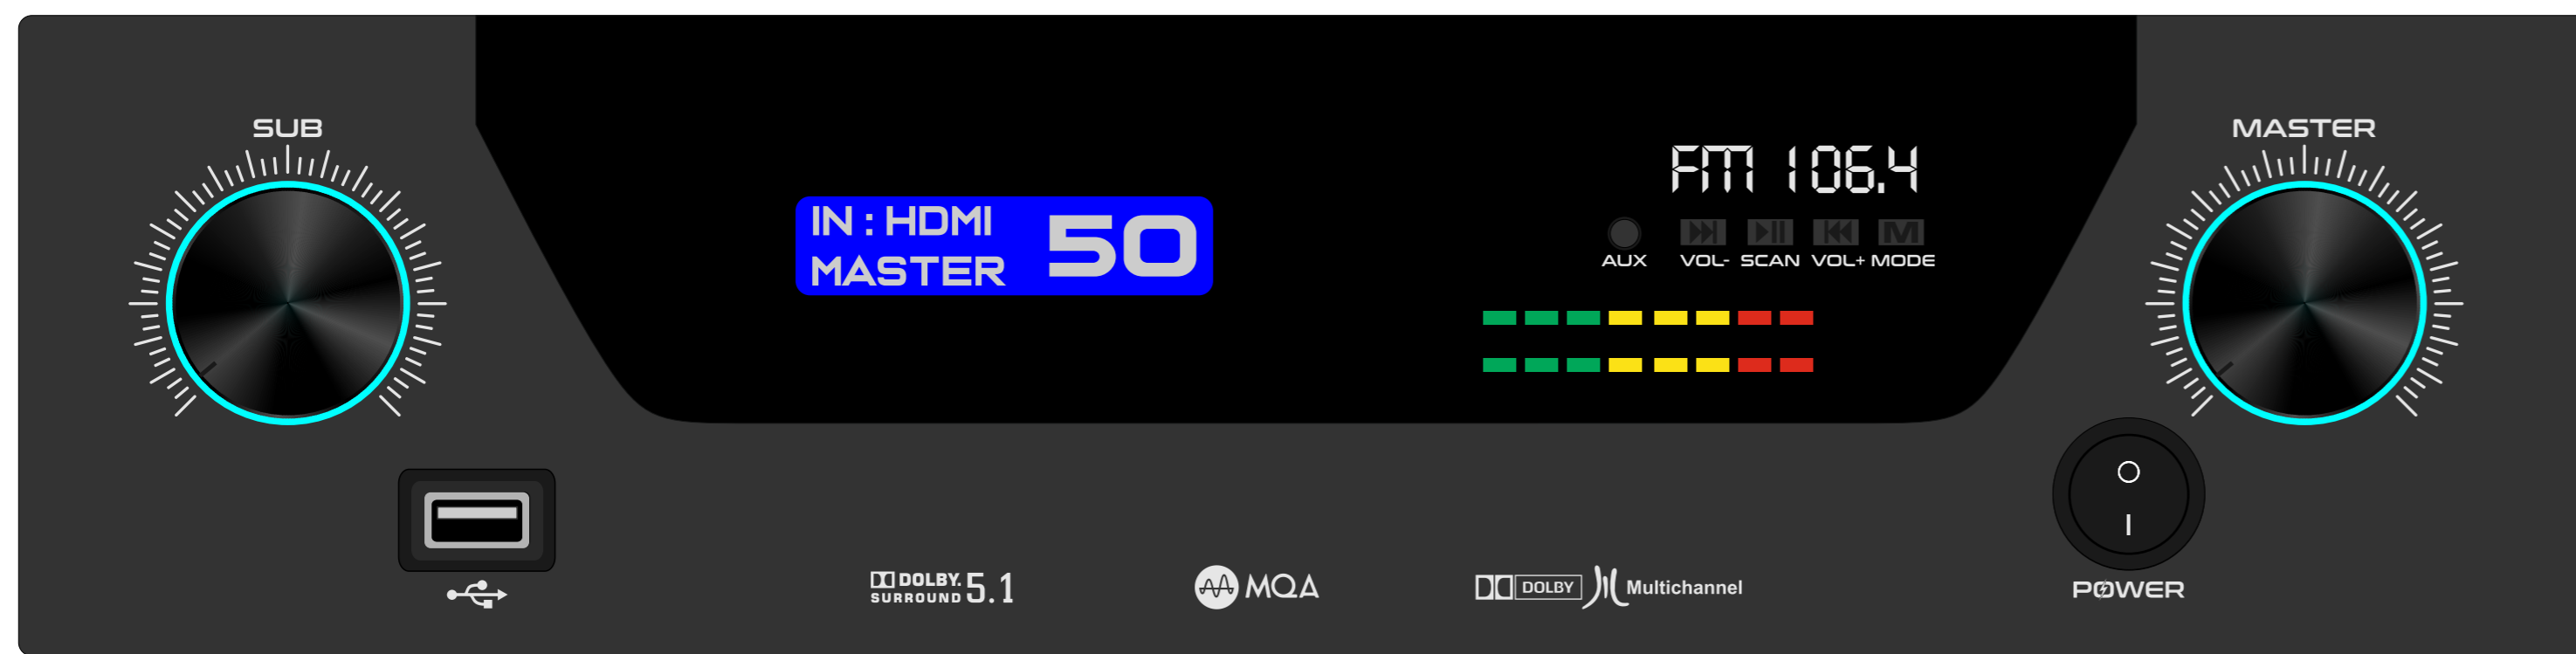 SUB
MASTER
FM 106.4
IN : HDMI
MASTER
50
M
AUX VOL- SCAN VOL+ MODE
DOLBY.
SURROUND 5.1
MQA
DOLBY Multichannel
POWER